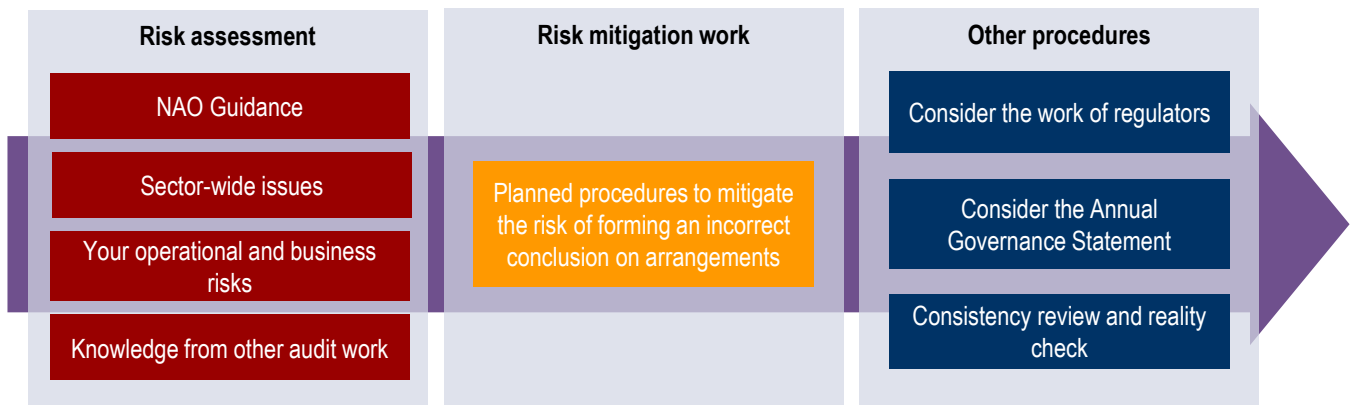 Risk assessment
NAO Guidance
Sector-wide issues
Your operational and business
risks
Knowledge from other audit work
Risk mitigation work
Planned procedures to mitigate
the risk of forming an incorrect
conclusion on arrangements
Other procedures
Consider the work of regulators
Consider the Annual
Governance Statement
Consistency review and reality
check